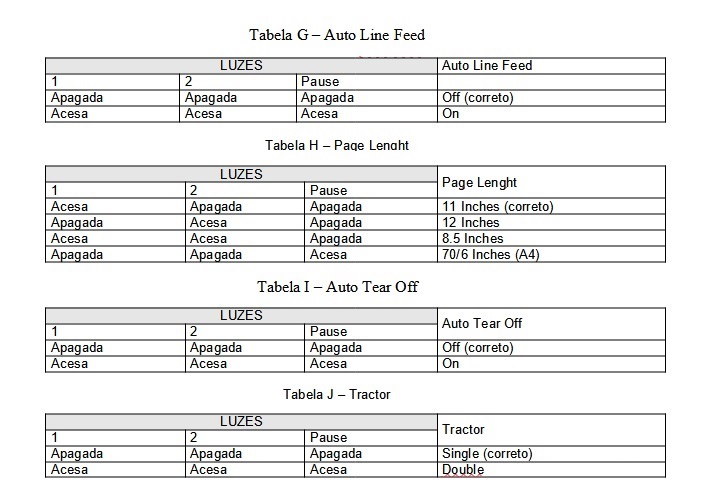 Tabela G – Auto Line Feed
LUZES Auto Line Feed
1 2 Pause
Apagada Apagada Apagada Off (correto)
Acesa Acesa Acesa On
Tabela H – Page Lenght
LUZES Page Lenght
1 2 Pause
Acesa Apagada Apagada 11 Inches (correto)
Apagada Acesa Apagada 12 Inches
Acesa Acesa Apagada 8.5 Inches
Apagada Apagada Acesa 70/6 Inches (A4)
Tabela I – Auto Tear Off
LUZES Auto Tear Off
1 2 Pause
Apagada Apagada Apagada Off (correto)
Acesa Acesa Acesa On
Tabela J – Tractor
LUZES Tractor
1 2 Pause
Apagada Apagada Apagada Single (correto)
Acesa Acesa Acesa Double